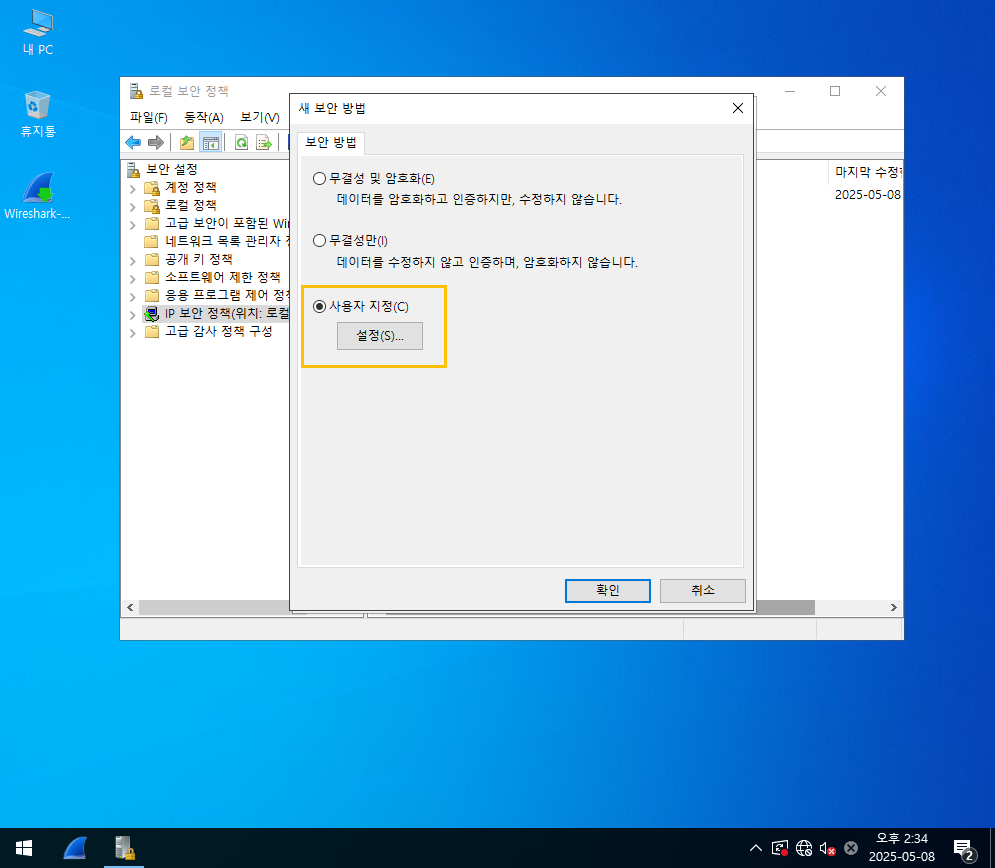 내 PC
휴지통
Wireshark-...
로컬 보안 정책
파일(F) 동작(A) 보기(V)
보안 설정
계정 정책
로컬 정책
고급 보안이 포함된 Win
네트워크 목록 관리자 정
공개 키 정책
소프트웨어 제한 정책
응용 프로그램 제어 정책
IP 보안 정책(위치: 로컬
고급 감사 정책 구성
마지막 수정한
2025-05-08
새 보안 방법
보안 방법
무결성 및 암호화(E)
데이터를 암호화하고 인증하지만, 수정하지 않습니다.
무결성만(I)
데이터를 수정하지 않고 인증하며, 암호화하지 않습니다.
사용자 지정(C)
설정(S)...
확인 취소
오후 2:34
2025-05-08
2